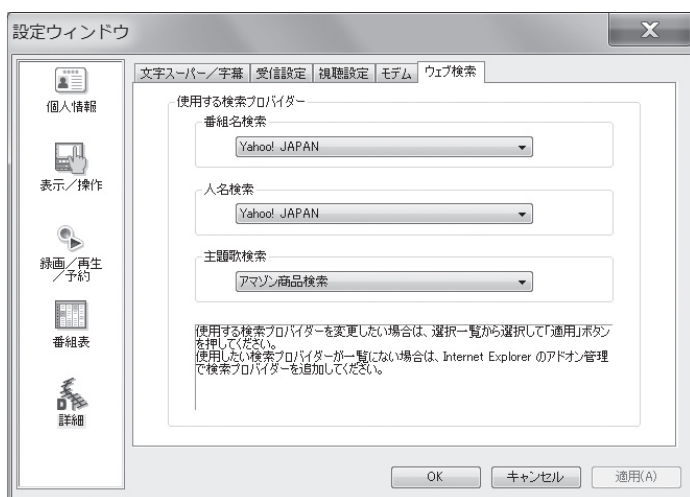 設定ウィンドウ
X
個人情報
表示/操作
録画/再生
/予約
番組表
詳細
文字スーパー/字幕
受信設定
視聴設定
モデム
ウェブ検索
使用する検索プロバイダー
番組名検索
Yahoo! JAPAN
人名検索
Yahoo! JAPAN
主題歌検索
アマゾン商品検索
使用する検索プロバイダーを変更したい場合は、選択一覧から選択して「適用」ボタン
を押してください。
使用したい検索プロバイダーが一覧にない場合は、Internet Explorer のアドオン管理
で検索プロバイダーを追加してください。
OK
キャンセル
適用(A)